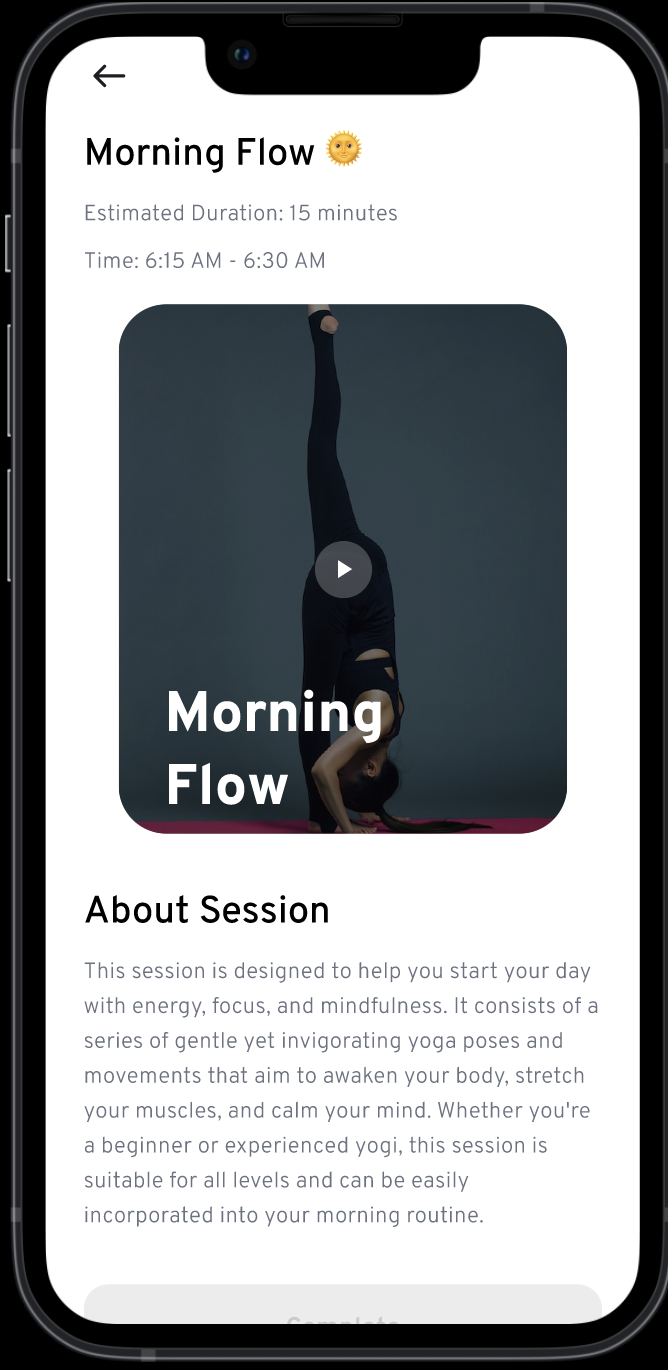 Morning Flow 🌞
Estimated Duration: 15 minutes
Time: 6:15 AM - 6:30 AM
Morning
Flow
About Session
This session is designed to help you start your day
with energy, focus, and mindfulness. It consists of a
series of gentle yet invigorating yoga poses and
movements that aim to awaken your body, stretch
your muscles, and calm your mind. Whether you're
a beginner or experienced yogi, this session is
suitable for all levels and can be easily
incorporated into your morning routine.
Complete